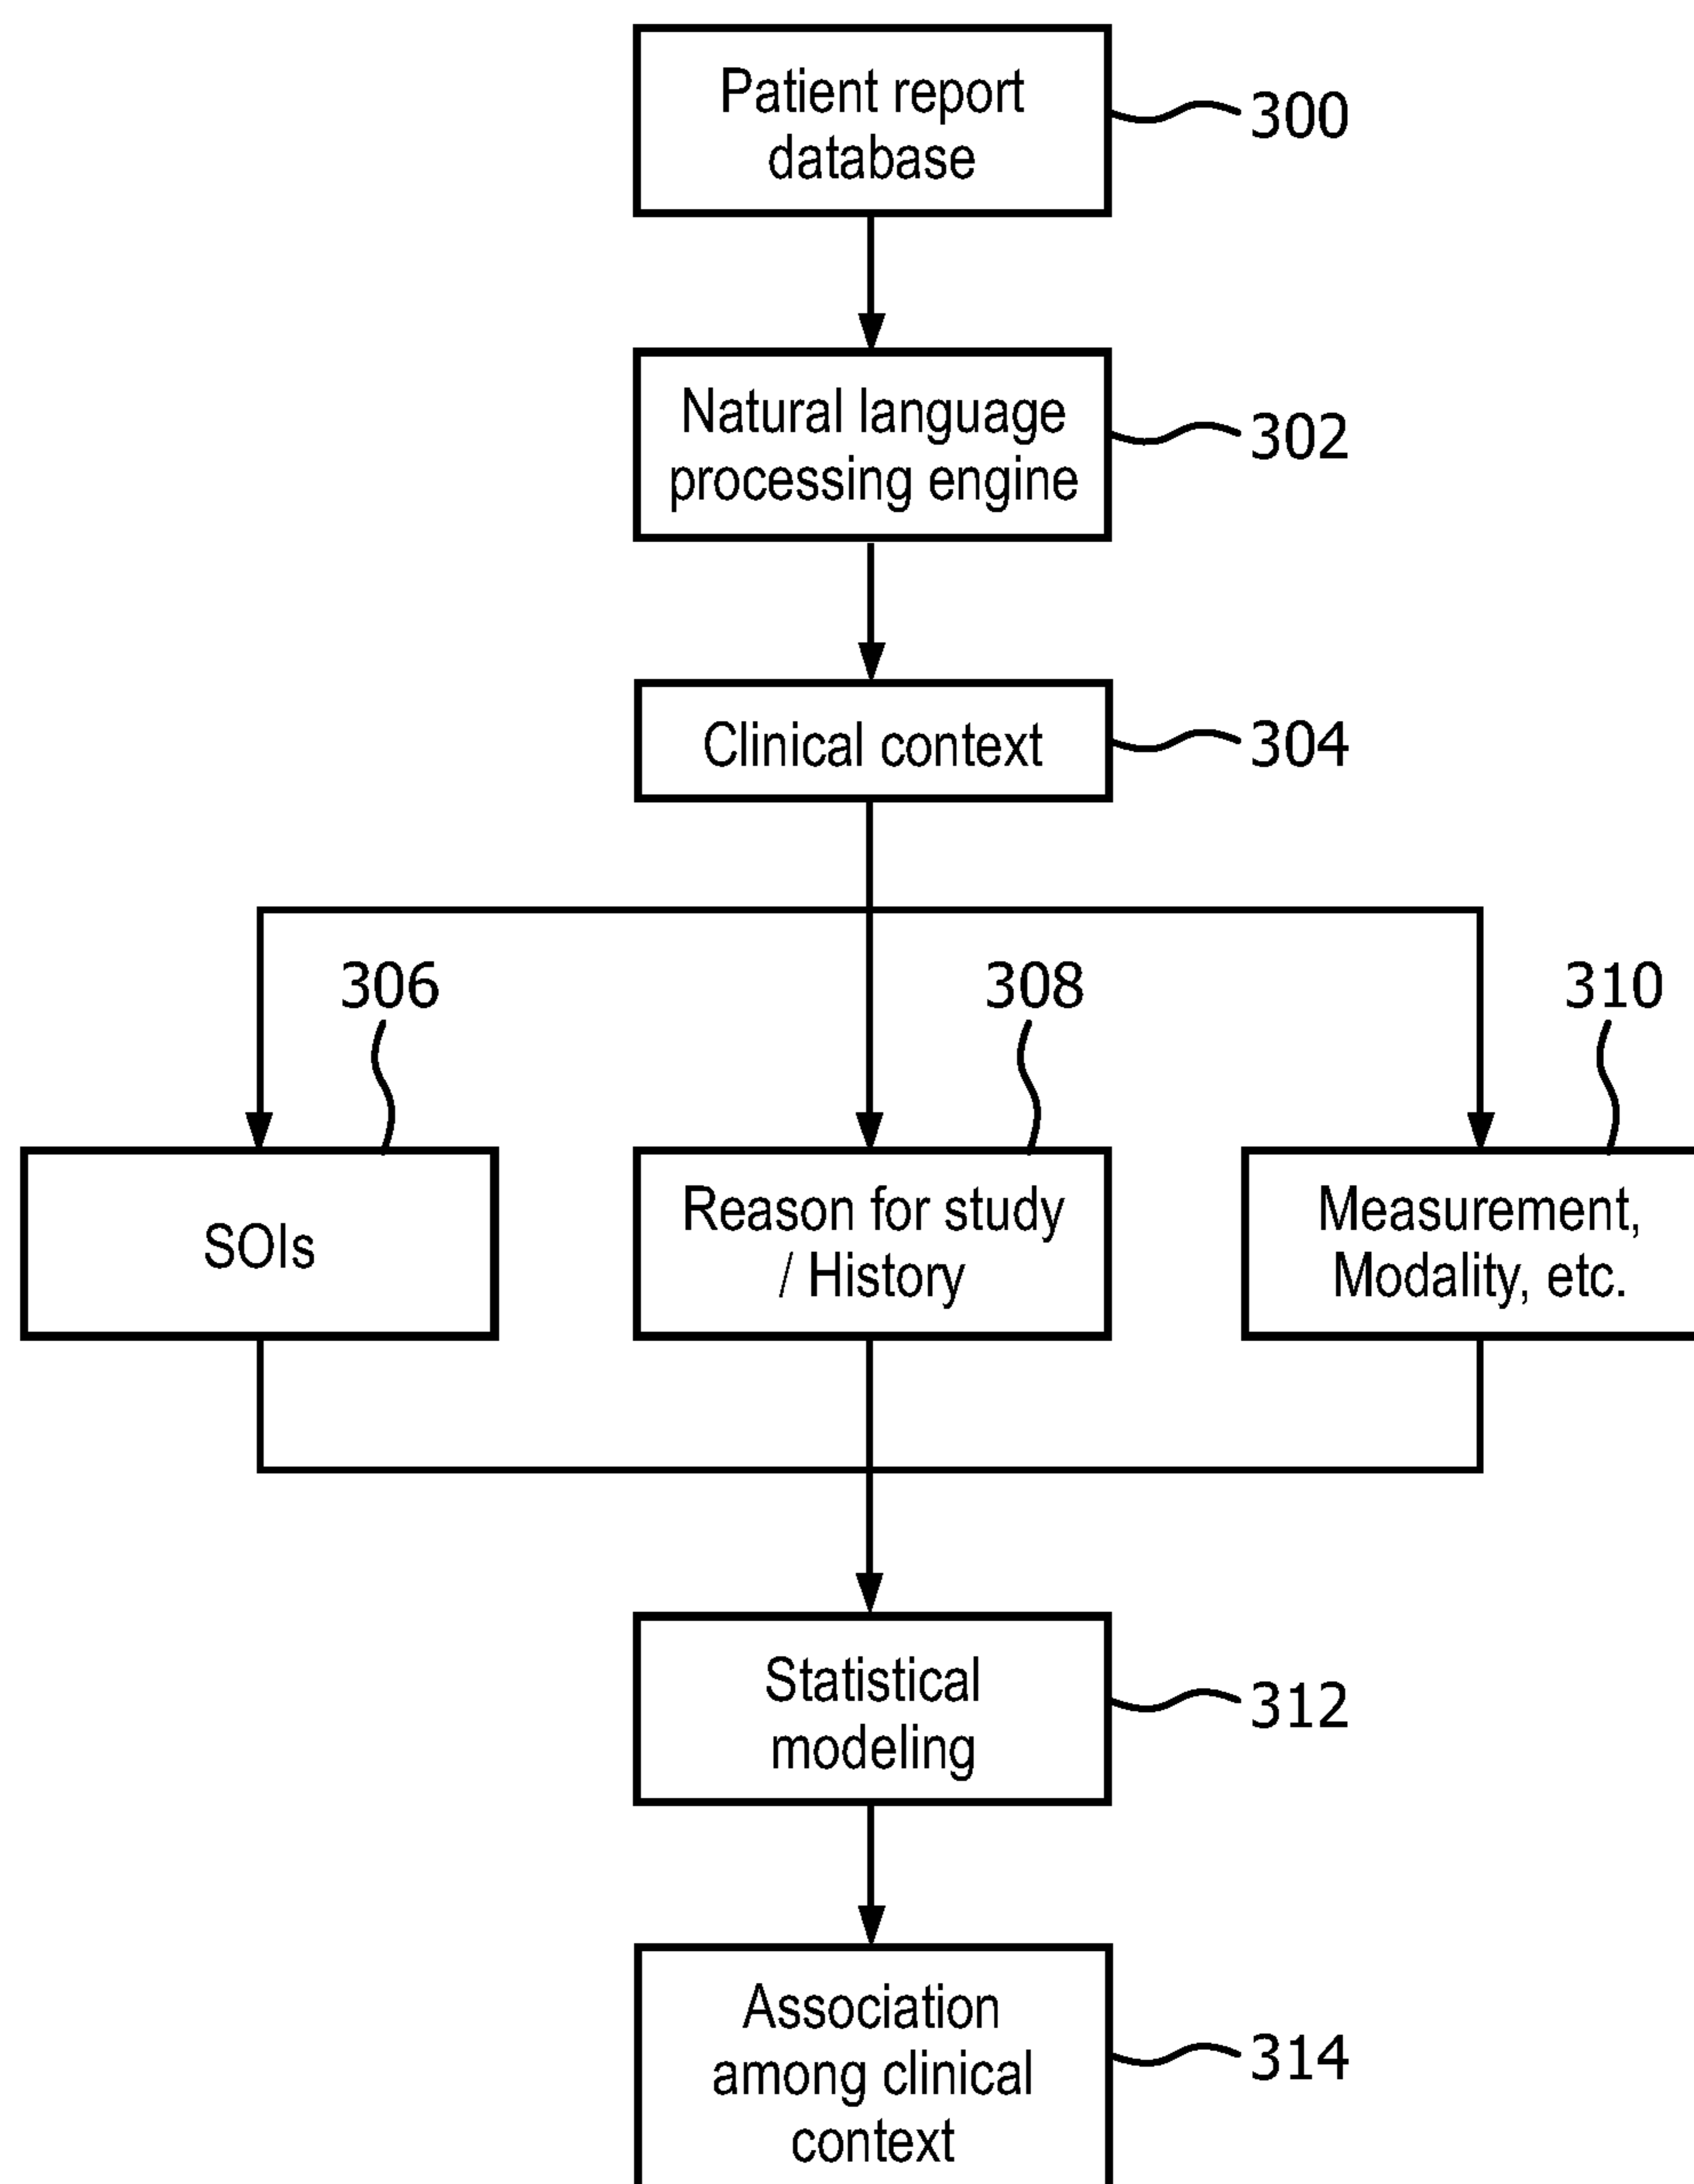 Patient report
database
300
Natural language
processing engine
302
Clinical context
304
306
308
310
SOIs
Reason for study
/ History
Measurement,
Modality, etc.
Statistical
modeling
312
Association
among clinical
context
314